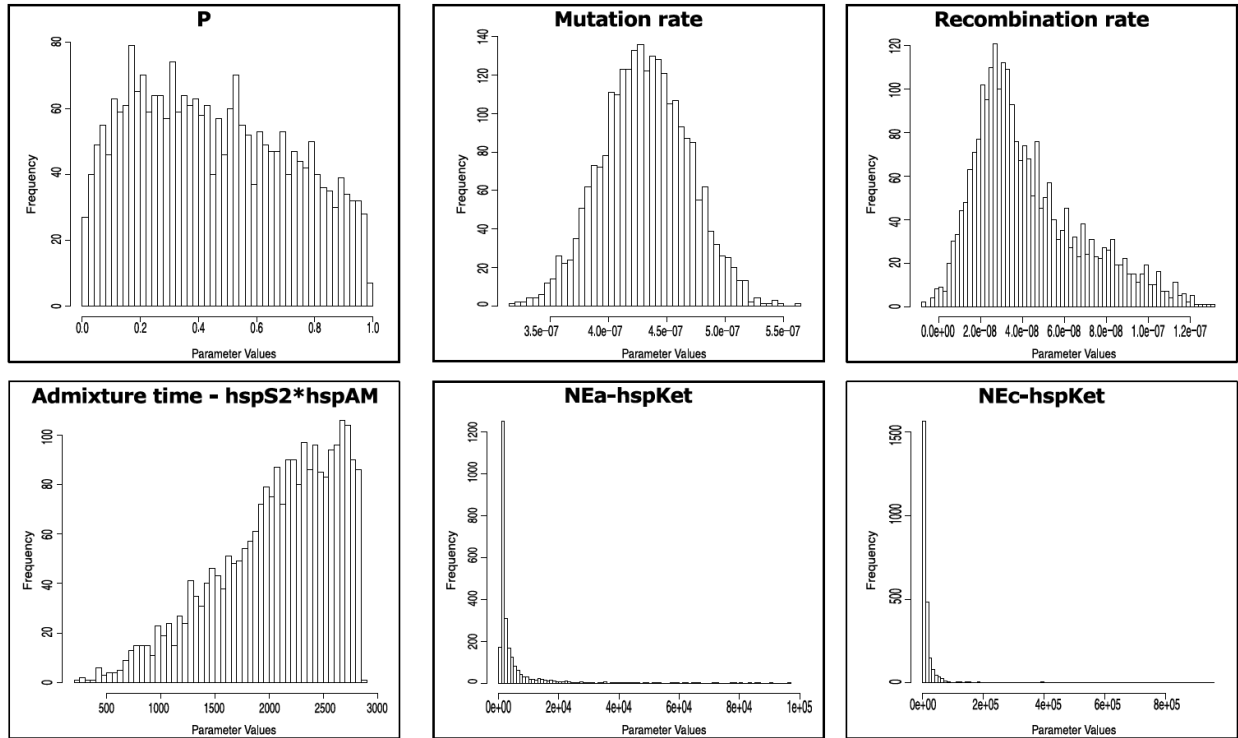 P
Frequency
0 20 40 60 80
0.0 0.2 0.4 0.6 0.8 1.0
Parameter Values
Mutation rate
Frequency
0 20 40 60 80 100 120 140
3.5e-07 4.0e-07 4.5e-07 5.0e-07 5.5e-07
Parameter Values
Recombination rate
Frequency
0 20 40 60 80 100 120
0.0e+00 2.0e-08 4.0e-08 6.0e-08 8.0e-08 1.0e-07 1.2e-07
Parameter Values
Admixture time - hspS2*hspAM
Frequency
0 20 40 60 80 100
500 1000 1500 2000 2500 3000
Parameter Values
NEa-hspKet
Frequency
0 200 400 600 800 1000 1200
0e+00 2e+04 4e+04 6e+04 8e+04 1e+05
Parameter Values
NEc-hspKet
Frequency
0 500 1000 1500
0e+00 2e+05 4e+05 6e+05 8e+05
Parameter Values